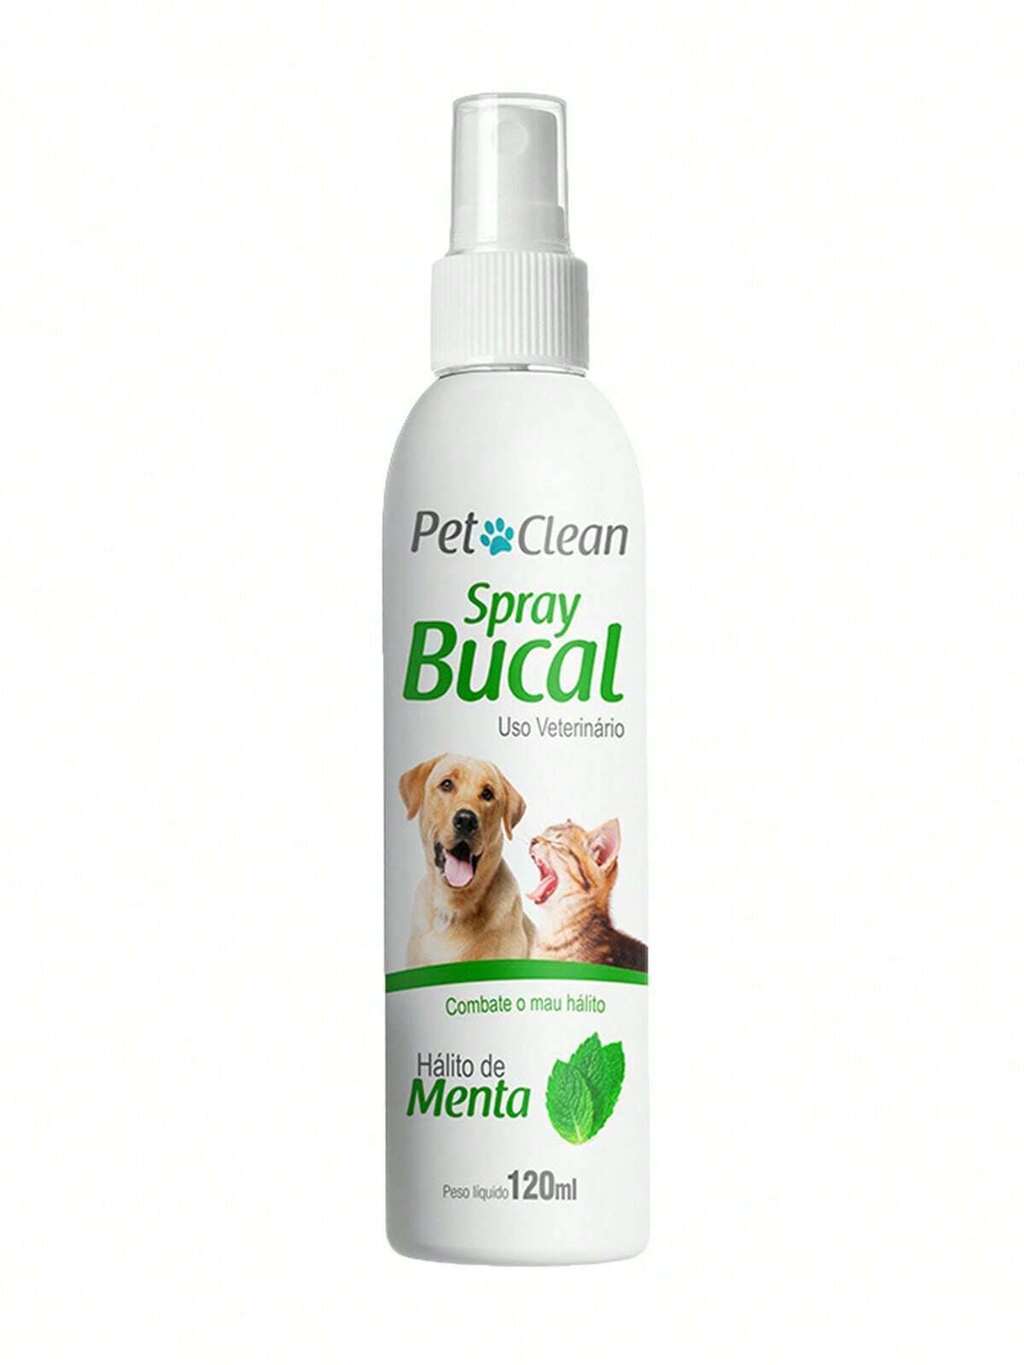 Pet Clean
Spray
Bucal
Uso Veterinário
Combate o mau hálito
Hálito de
Menta
Peso líquido 120ml